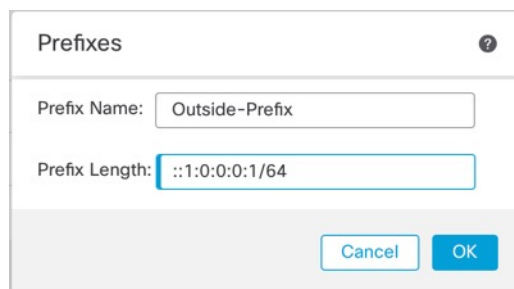 Prefixes
?
Prefix Name: Outside-Prefix
Prefix Length: ::1:0:0:0:1/64
Cancel OK